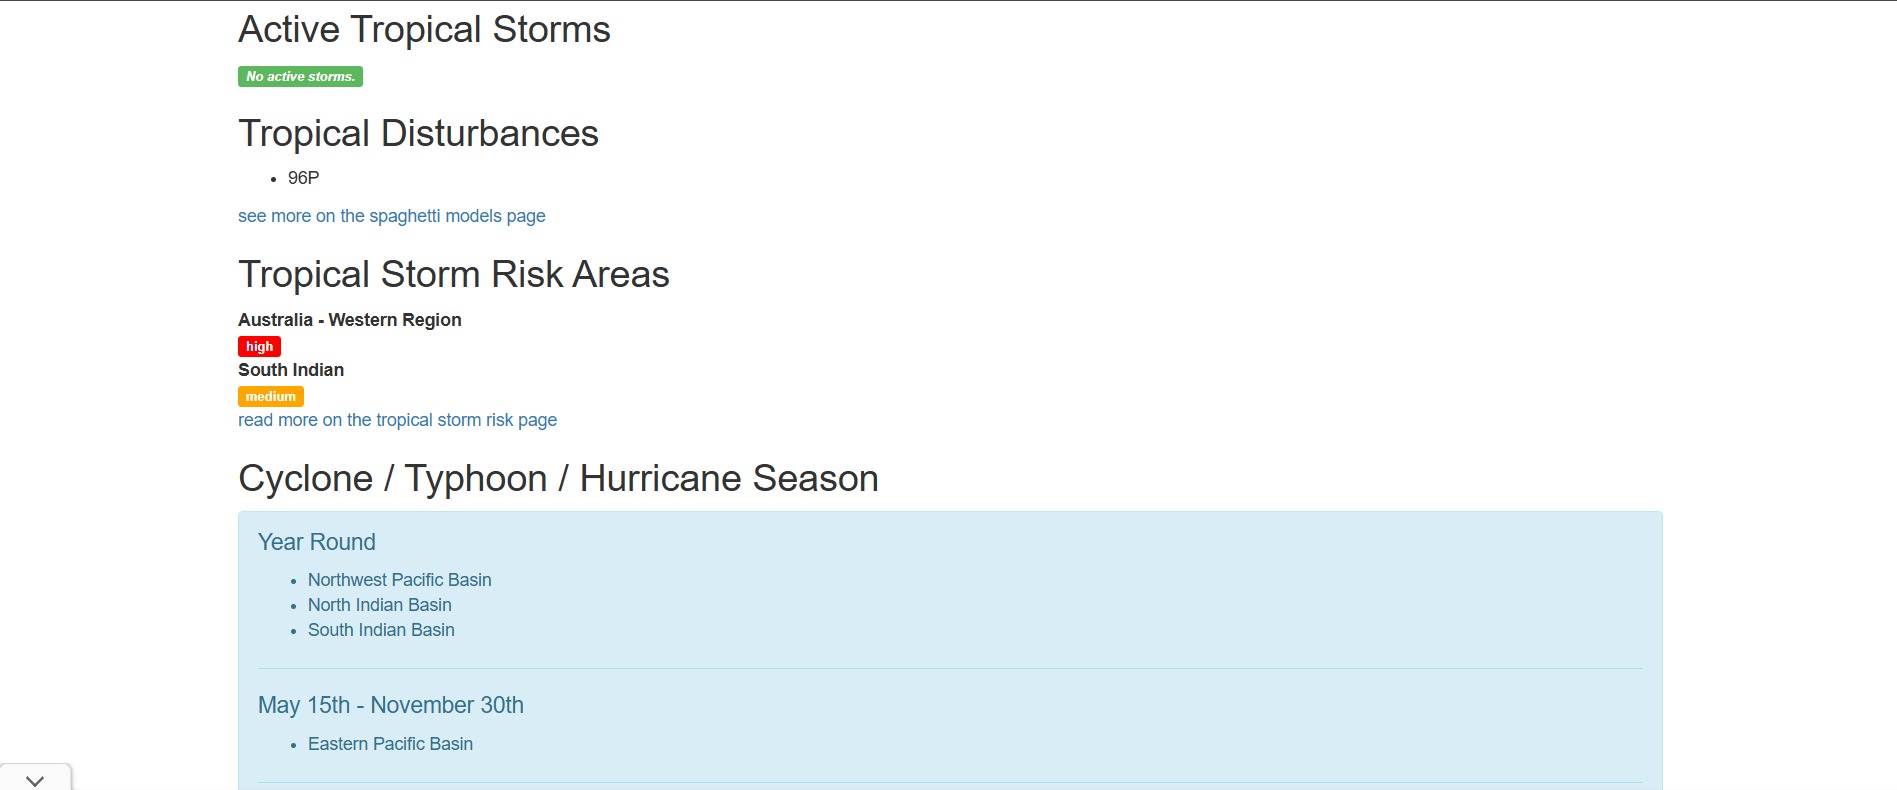 Active Tropical Storms
No active storms.
Tropical Disturbances
• 96P
see more on the spaghetti models page
Tropical Storm Risk Areas
Australia - Western Region
high
South Indian
medium
read more on the tropical storm risk page
Cyclone / Typhoon / Hurricane Season
Year Round
• Northwest Pacific Basin
• North Indian Basin
• South Indian Basin
May 15th - November 30th
• Eastern Pacific Basin